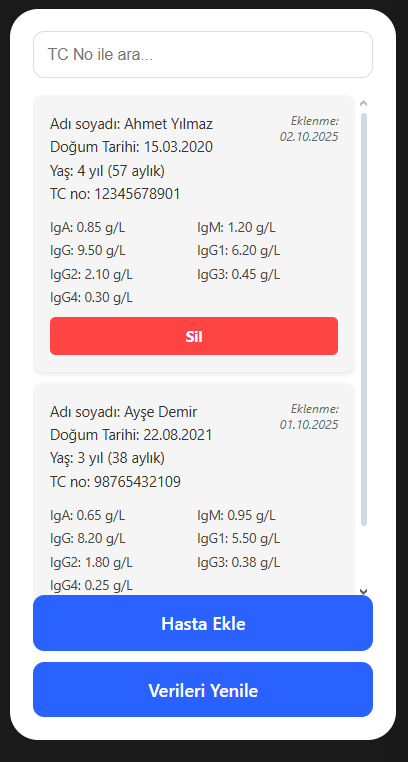 TC No ile ara...
Adı soyadı: Ahmet Yılmaz
Eklenme:
02.10.2025
Doğum Tarihi: 15.03.2020
Yaş: 4 yıl (57 aylık)
TC no: 12345678901
IgA: 0.85 g/L
IgM: 1.20 g/L
IgG: 9.50 g/L
IgG1: 6.20 g/L
IgG2: 2.10 g/L
IgG3: 0.45 g/L
IgG4: 0.30 g/L
Sil
Adı soyadı: Ayşe Demir
Eklenme:
01.10.2025
Doğum Tarihi: 22.08.2021
Yaş: 3 yıl (38 aylık)
TC no: 98765432109
IgA: 0.65 g/L
IgM: 0.95 g/L
IgG: 8.20 g/L
IgG1: 5.50 g/L
IgG2: 1.80 g/L
IgG3: 0.38 g/L
IgG4: 0.25 g/L
Hasta Ekle
Verileri Yenile